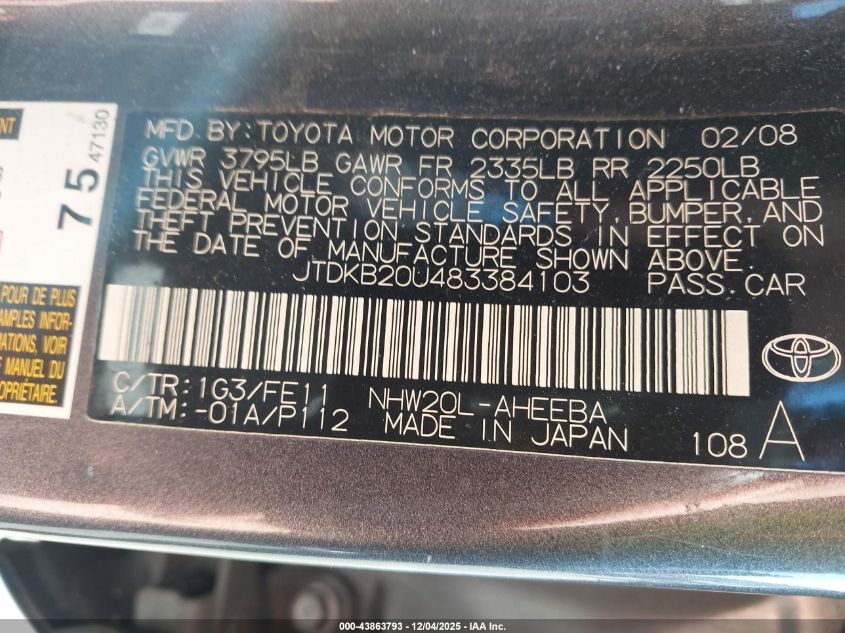 MFD.BY:TOYOTA MOTOR CORPORATION 02/08
GVWR 3795LB GAWR FR 2335LB RR 2250LB
THIS VEHICLE CONFORMS TO ALL APPLICABLE
FEDERAL MOTOR VEHICLE SAFETY,BUMPER,AND
THEFT PREVENTION STANDARDS IN EFFECT ON
THE DATE OF MANUFACTURE SHOWN ABOVE.
JTDKB20U483384103 PASS.CAR
C/TR:1G3/FE11 NHW20L-AHEEBA
A/TM:-01A/P112 MADE IN JAPAN
108 A
75
47130
POUR DE PLUS
AMPLES INFOR-
MATIONS, VOIR
MANUEL DU
PROPRIÉTAIRE.
000-43863793 - 12/04/2025 - IAA Inc.